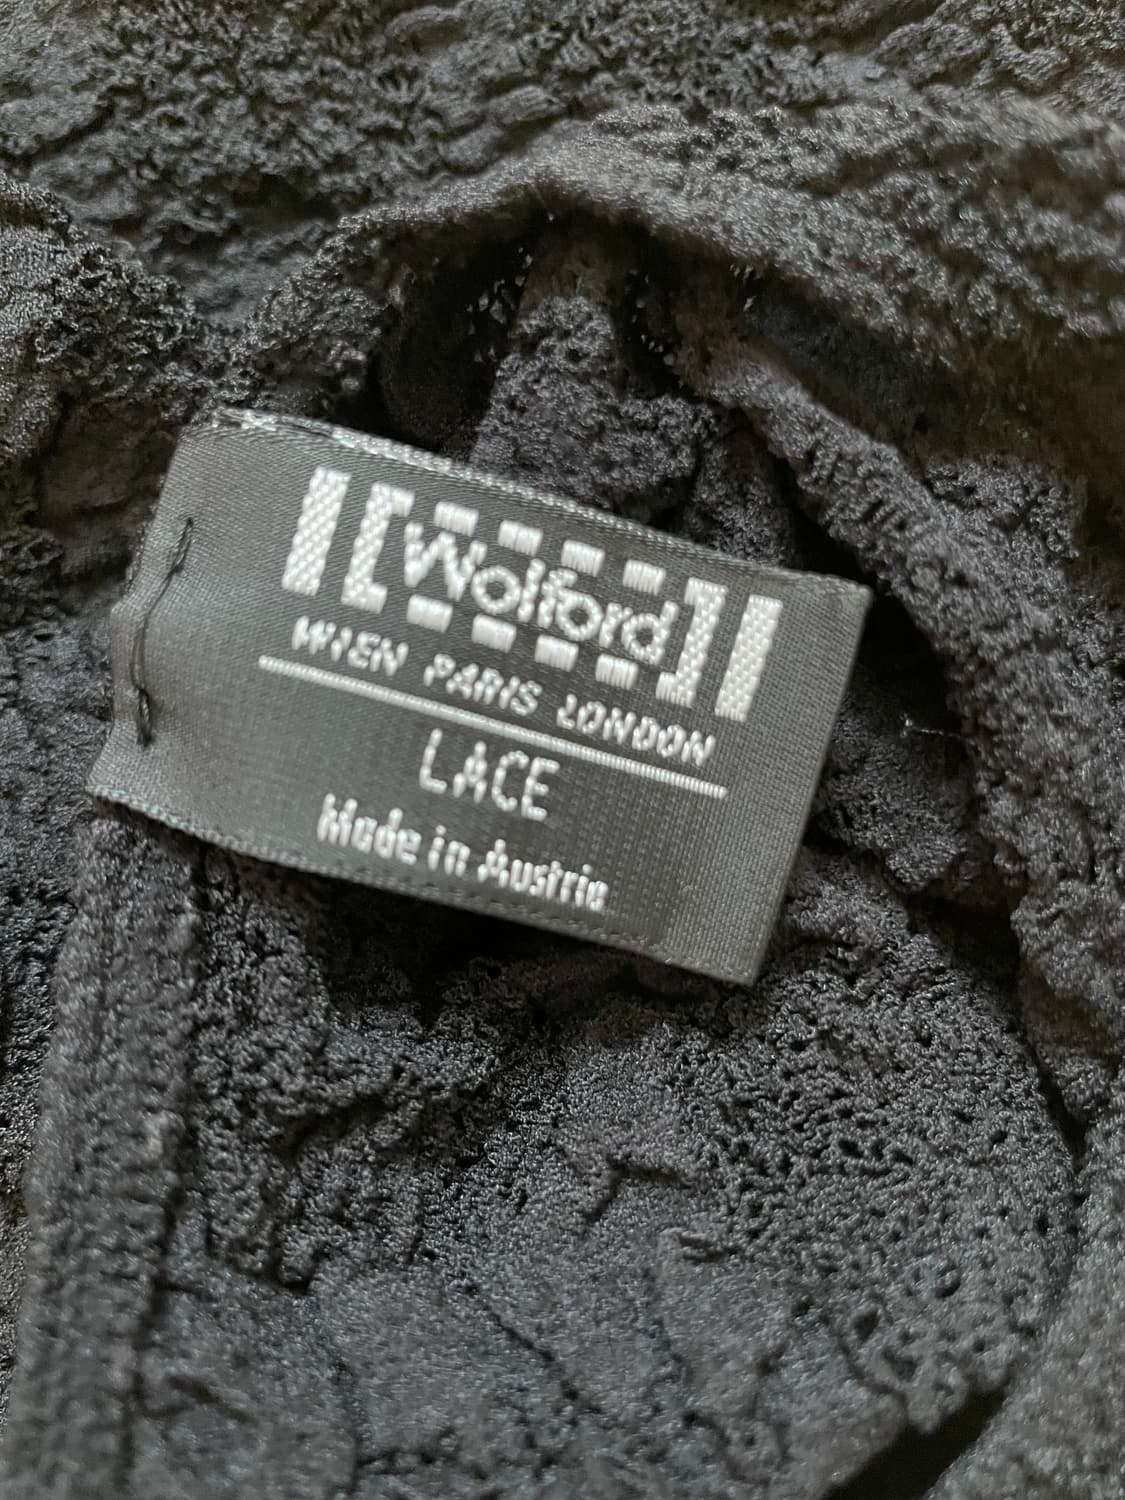 Wolford
WIEN PARIS LONDON
LACE
Made in Austria